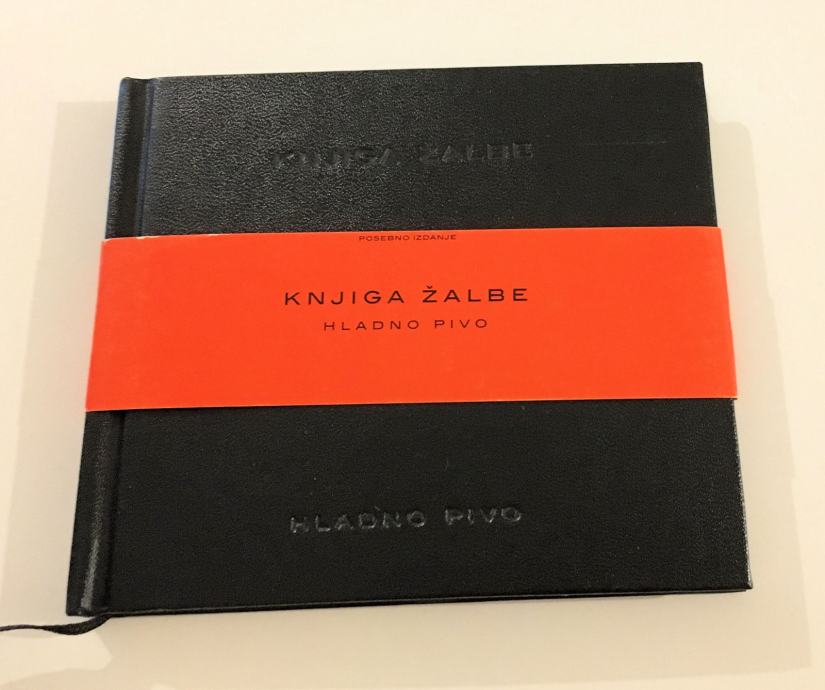 KNJIGA ŽALBE
POSEBNO IZDANJE
KNJIGA ŽALBE
HLADNO PIVO
HLADNO PIVO